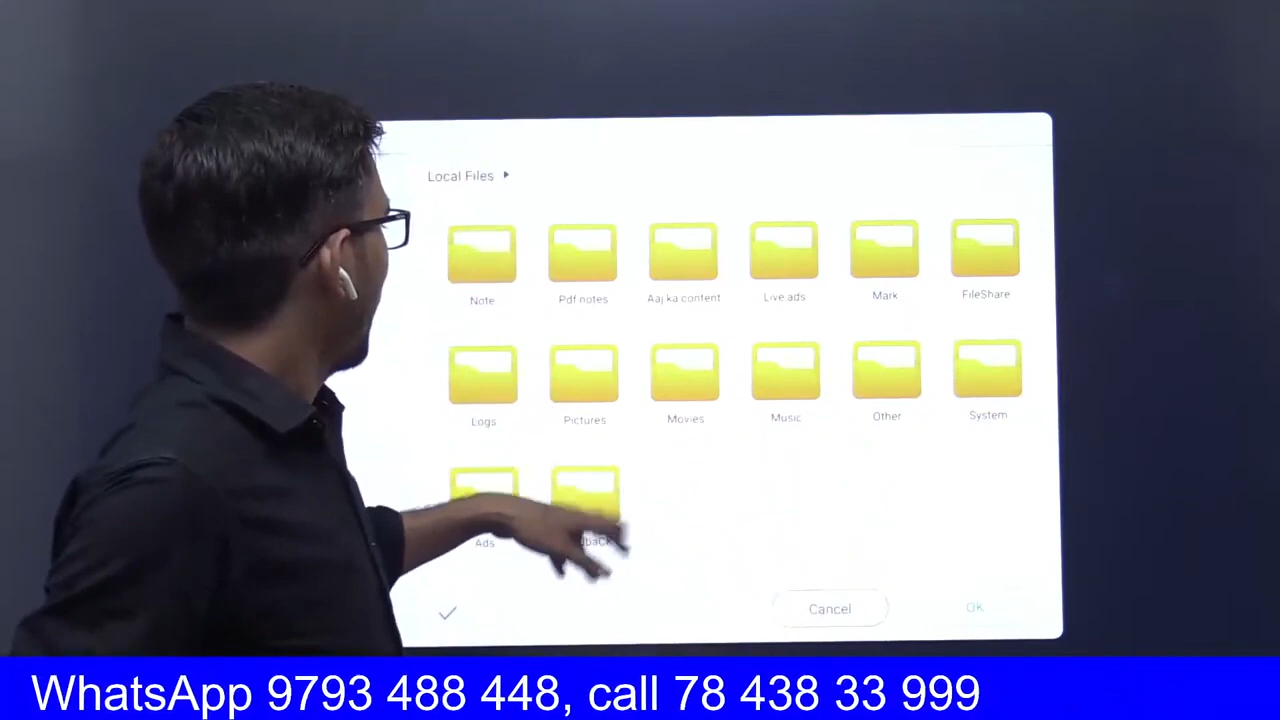 Local Files
Note Pdf notes Aaj ka content Live.ads Mark FileShare
Logs Pictures Movies Music Other System
Ads
Cancel OK
WhatsApp 9793 488 448, call 78 438 33 999